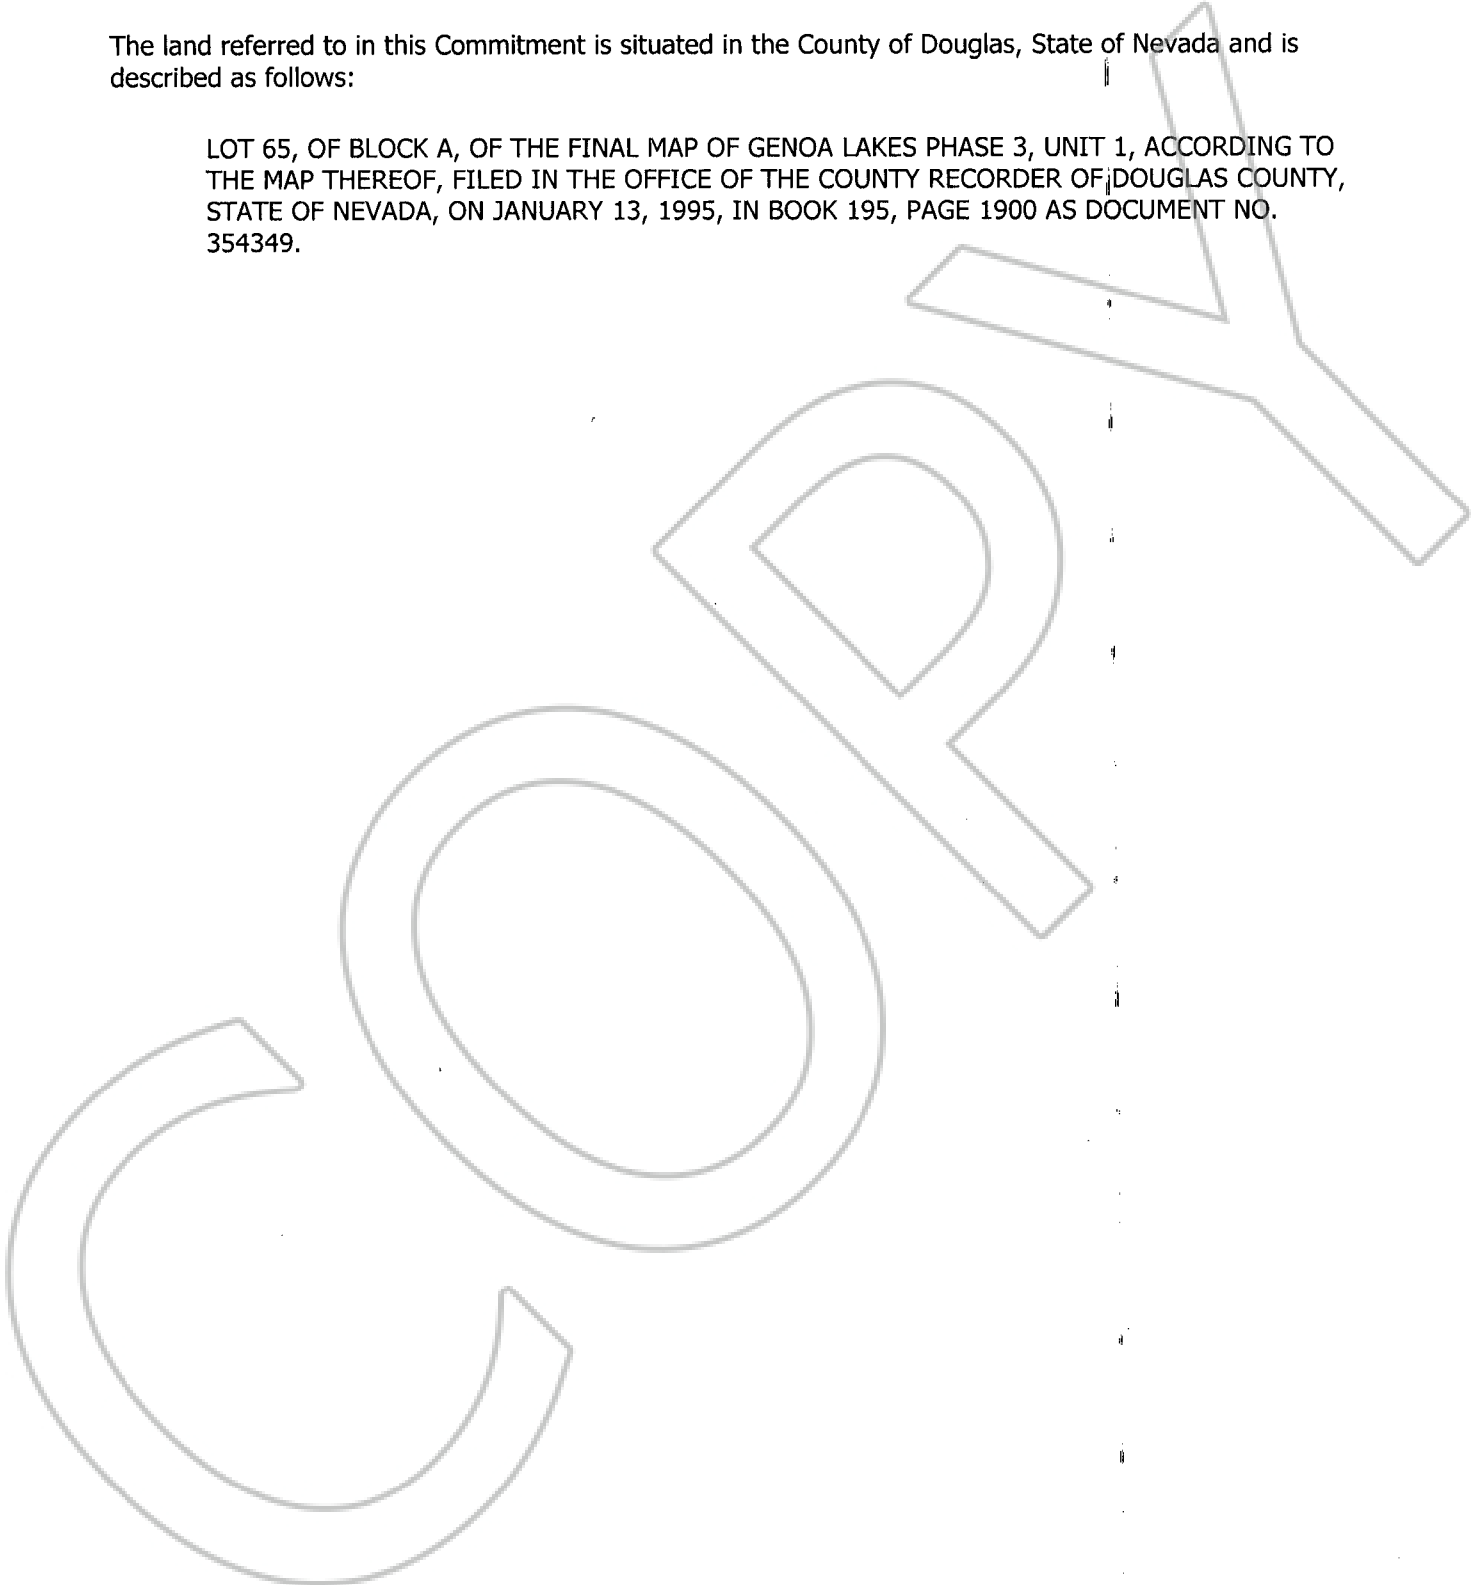 The land referred to in this Commitment is situated in the County of Douglas, State of Nevada and is
described as follows:
LOT 65, OF BLOCK A, OF THE FINAL MAP OF GENOA LAKES PHASE 3, UNIT 1, ACCORDING TO
THE MAP THEREOF, FILED IN THE OFFICE OF THE COUNTY RECORDER OF DOUGLAS COUNTY,
STATE OF NEVADA, ON JANUARY 13, 1995, IN BOOK 195, PAGE 1900 AS DOCUMENT NO.
354349.
COPY